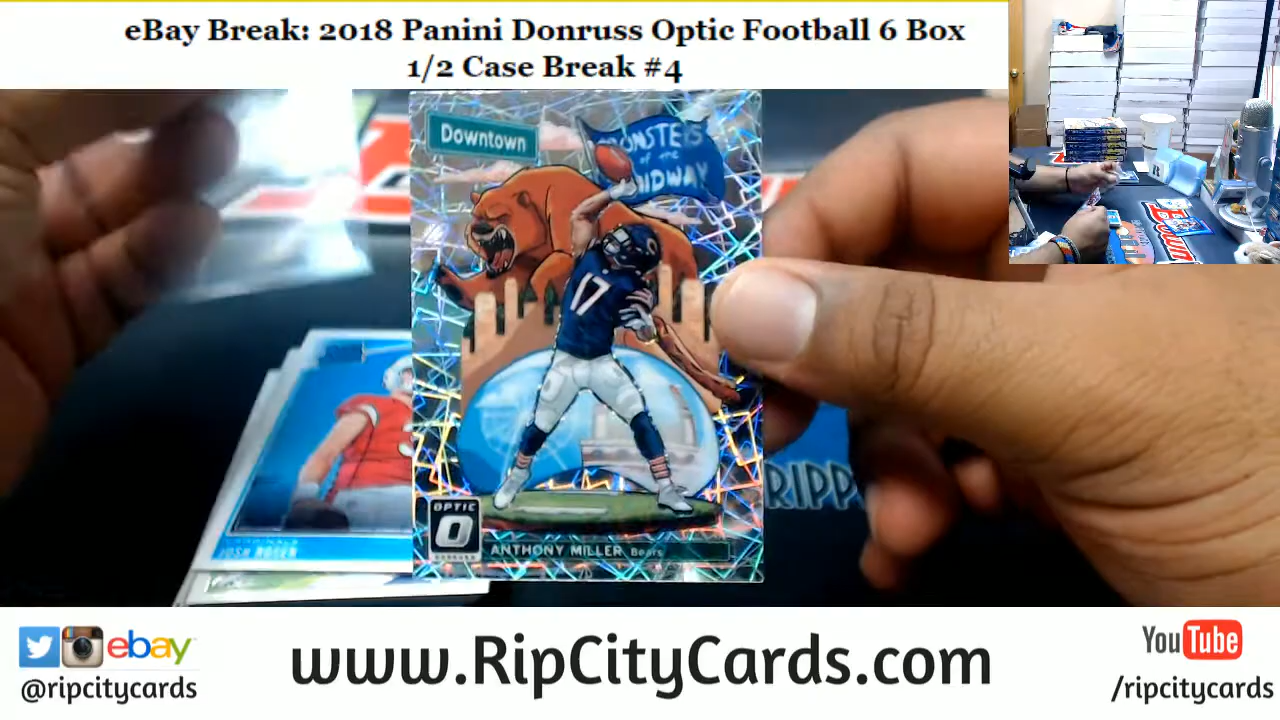 eBay Break: 2018 Panini Donruss Optic Football 6 Box
1/2 Case Break #4
Downtown
MONSTERS
of the
MIDWAY
17
OPTIC
O
DONRUSS
ANTHONY MILLER Bears
JOSH ROSEN
RIPP
ebay
@ripcitycards
www.RipCityCards.com
YouTube
/ripcitycards